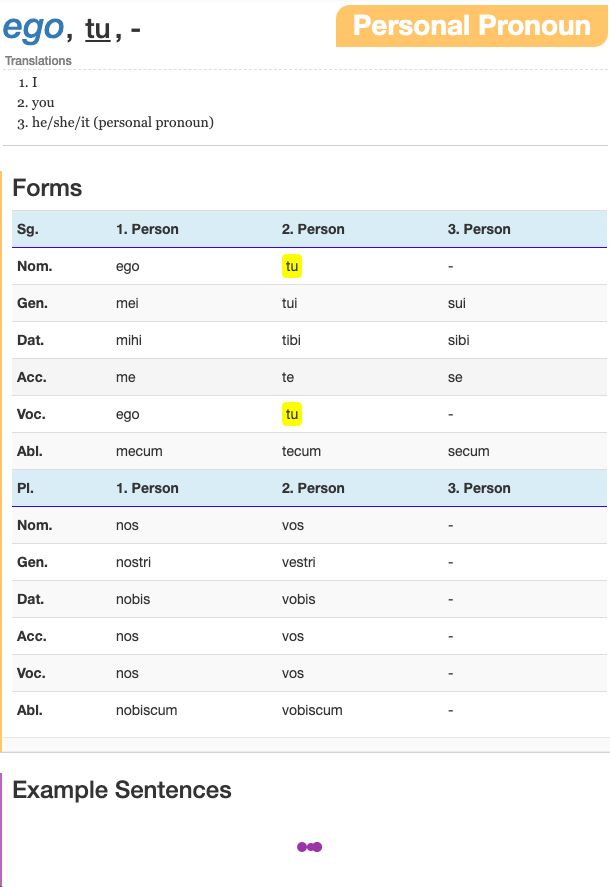 ego, tu, -
Personal Pronoun
Translations
1. I
2. you
3. he/she/it (personal pronoun)
Forms
Sg. 1. Person 2. Person 3. Person
Nom. ego tu -
Gen. mei tui sui
Dat. mihi tibi sibi
Acc. me te se
Voc. ego tu -
Abl. mecum tecum secum
Pl. 1. Person 2. Person 3. Person
Nom. nos vos -
Gen. nostri vestri -
Dat. nobis vobis -
Acc. nos vos -
Voc. nos vos -
Abl. nobiscum vobiscum -
Example Sentences